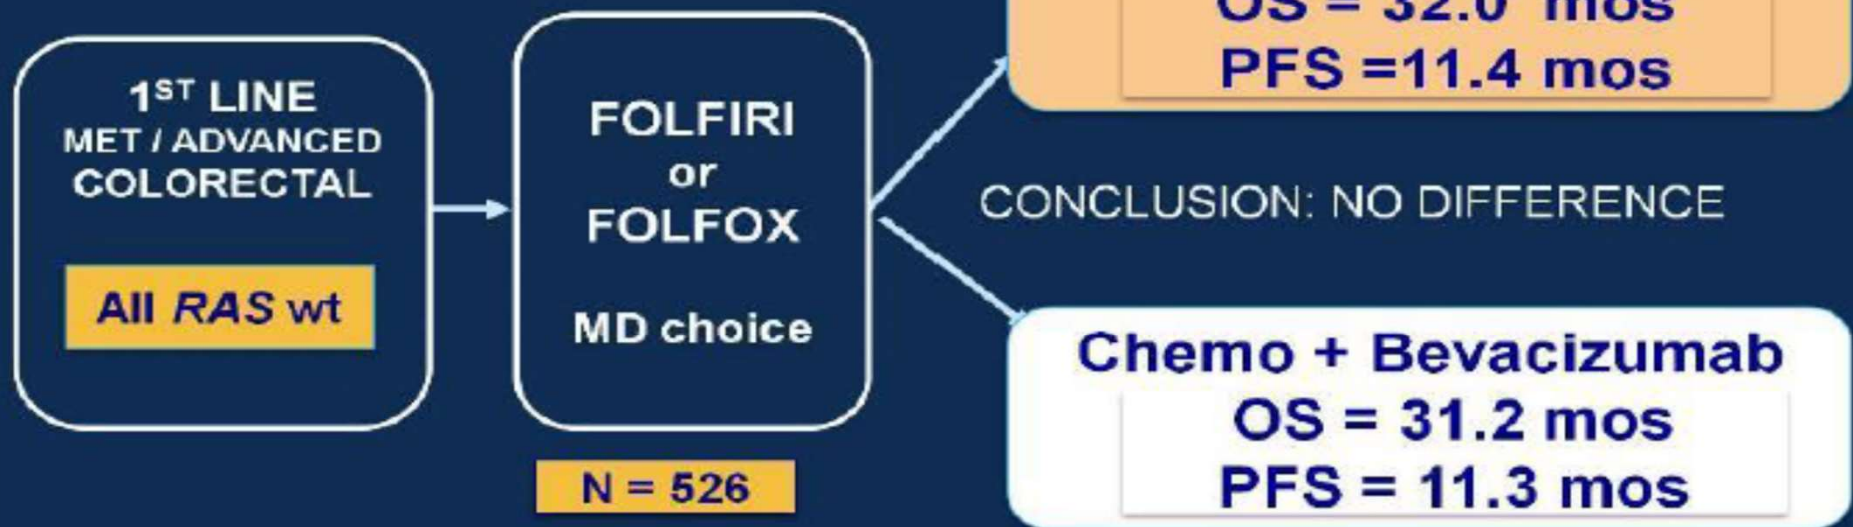 1ST LINE
MET / ADVANCED
COLORECTAL
All RAS wt
FOLFIRI
or
FOLFOX
MD choice
N = 526
OS = 32.0 mos
PFS =11.4 mos
CONCLUSION: NO DIFFERENCE
Chemo + Bevacizumab
OS = 31.2 mos
PFS = 11.3 mos